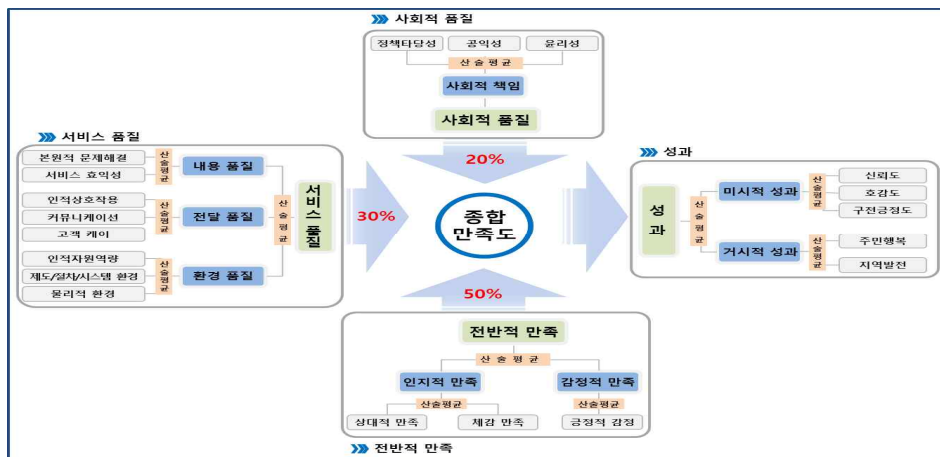 사회적 품질
정책타당성 공익성 윤리성
산술평균
사회적 책임
사회적 품질
20%
서비스 품질
본원적 문제해결
서비스 효익성
산술평균
내용 품질
인적상호작용
커뮤니케이션
고객 케어
산술평균
전달 품질
인적자원역량
제도/절차/시스템 환경
물리적 환경
산술평균
환경 품질
산술평균
서비스 품질
30%
종합
만족도
성과
성과
산술평균
미시적 성과
산술평균
신뢰도
호감도
구전긍정도
거시적 성과
산술평균
주민행복
지역발전
50%
전반적 만족
산술평균
인지적 만족 감정적 만족
산술평균 산술평균
상대적 만족 체감 만족 긍정적 감정
전반적 만족